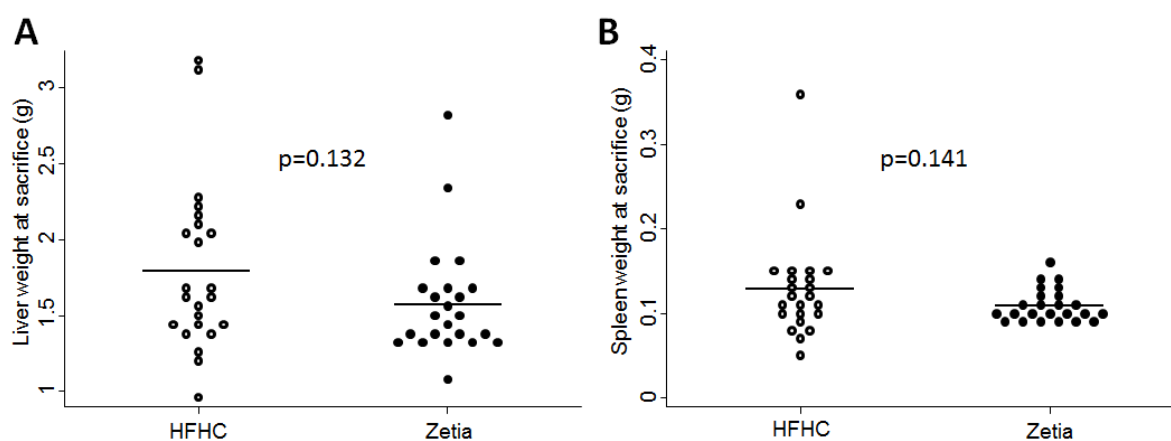 A
Liver weight at sacrifice (g)
3
2.5
2
1.5
1
p=0.132
HFHC
Zetia
B
Spleen weight at sacrifice (g)
0.4
0.3
0.2
0.1
0
p=0.141
HFHC
Zetia